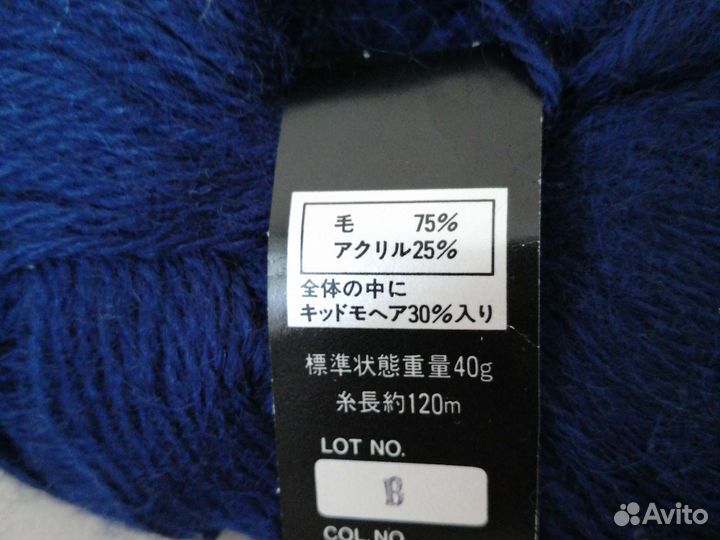 毛 75%
アクリル25%
全体の中に
キッドモヘア30%入り
標準状態重量40g
糸長約120m
LOT NO.
B
COL.NO.
Avito